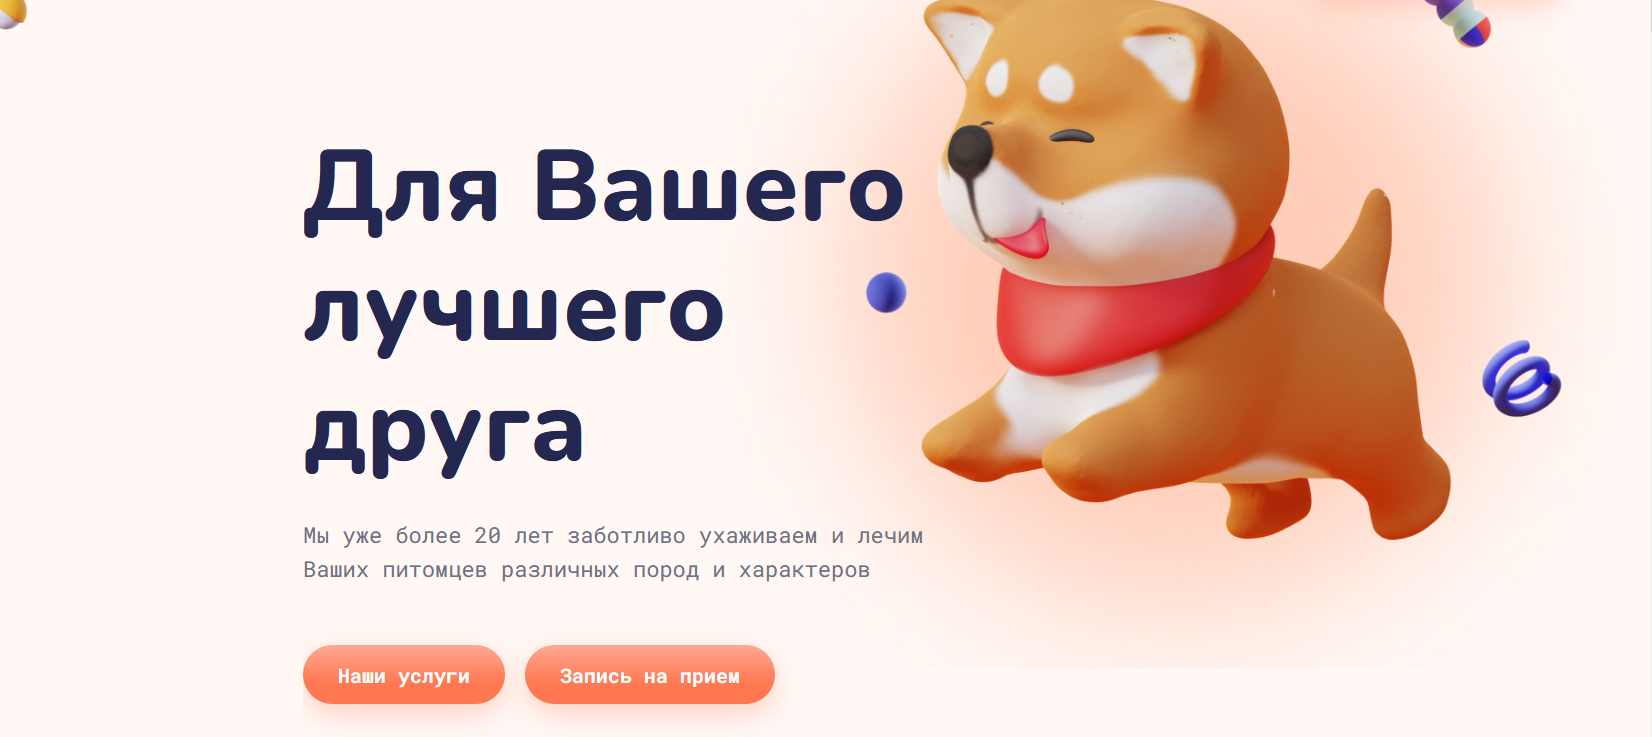 Для Вашего
лучшего
друга
Мы уже более 20 лет заботливо ухаживаем и лечим
Ваших питомцев различных пород и характеров
Наши услуги
Запись на прием